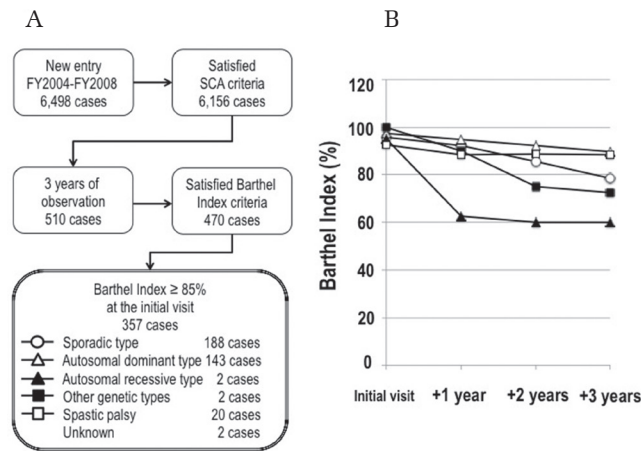 A
New entry
FY2004-FY2008
6,498 cases
Satisfied
SCA criteria
6,156 cases
3 years of
observation
510 cases
Satisfied Barthel
Index criteria
470 cases
Barthel Index ≥ 85%
at the initial visit
357 cases
Sporadic type 188 cases
Autosomal dominant type 143 cases
Autosomal recessive type 2 cases
Other genetic types 2 cases
Spastic palsy 20 cases
Unknown 2 cases
B
Barthel Index (%)
120
100
80
60
40
20
0
Initial visit +1 year +2 years +3 years